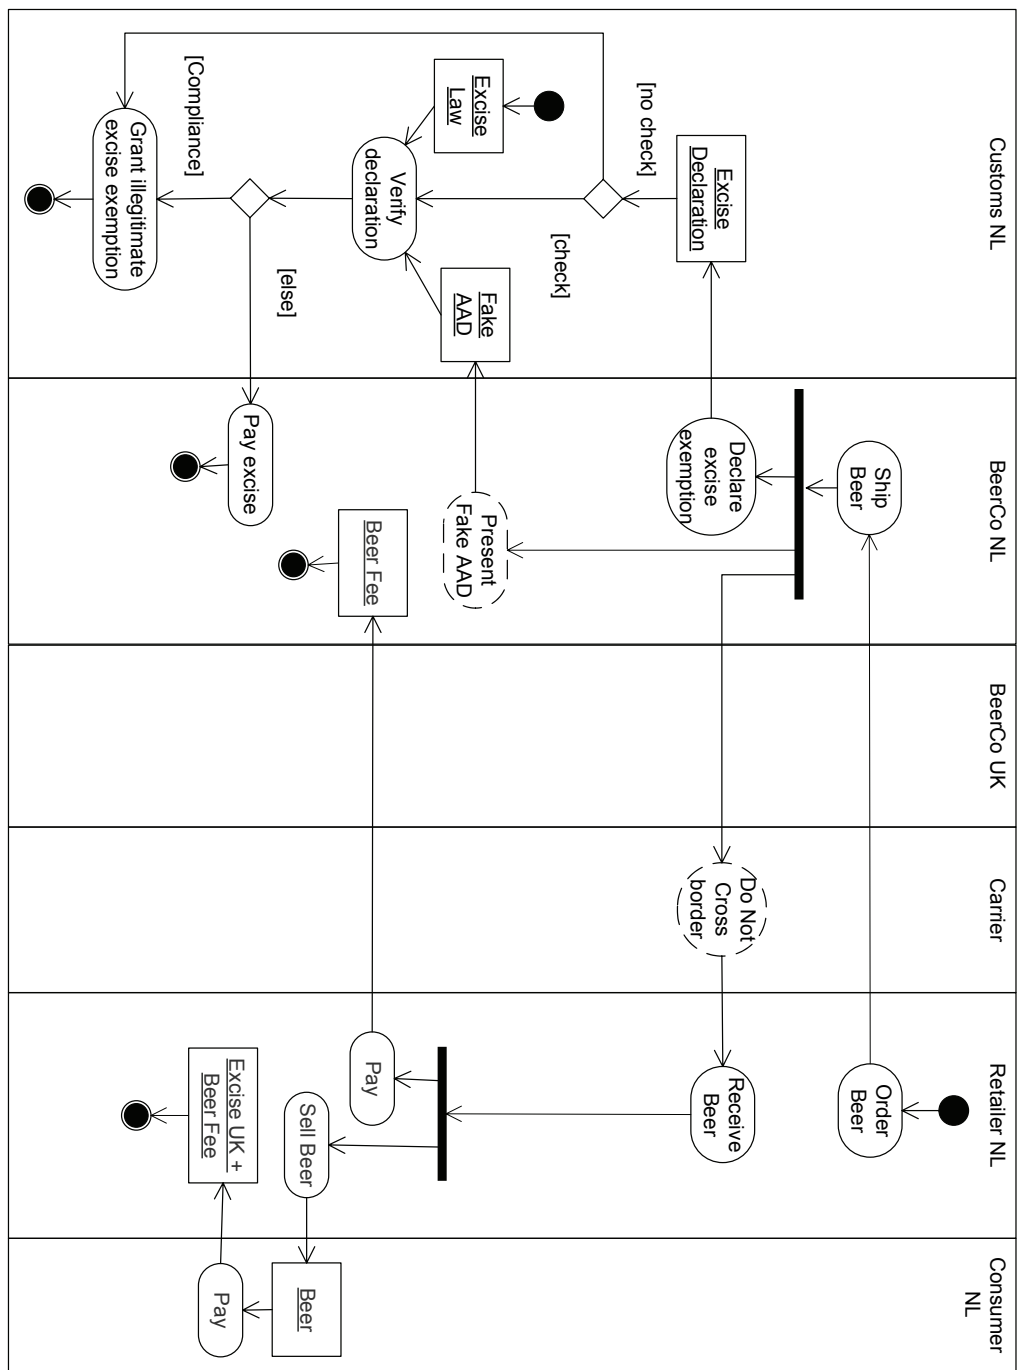 Customs NL
BeerCo NL
BeerCo UK
Carrier
Retailer NL
Consumer
NL
Order
Beer
Ship
Beer
Declare
excise
exemption
Excise
Declaration
[no check]
[check]
Do Not
Cross
border
Receive
Beer
Excise
Law
Verify
declaration
Fake
AAD
Present
Fake AAD
Beer Fee
Pay
Sell Beer
Beer
[Compliance]
[else]
Pay excise
Excise UK +
Beer Fee
Pay
Grant illegitimate
excise exemption